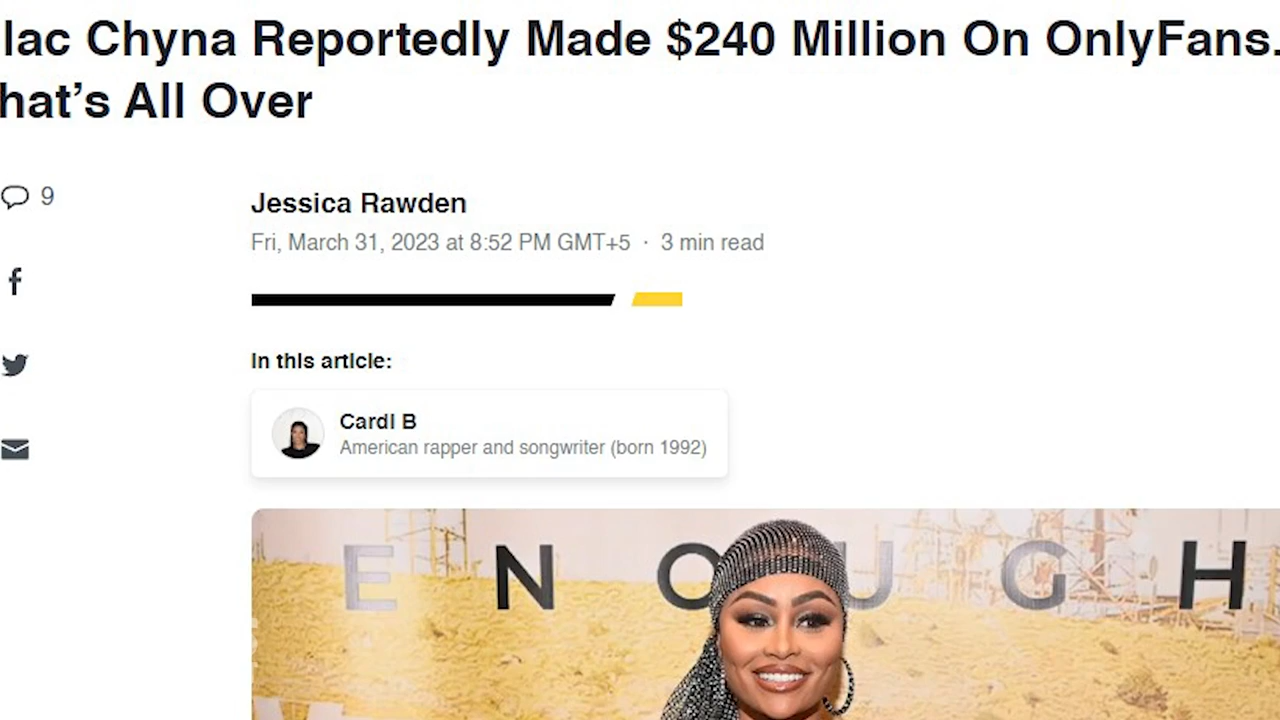 lac Chyna Reportedly Made $240 Million On OnlyFans.
hat’s All Over
9
Jessica Rawden
Fri, March 31, 2023 at 8:52 PM GMT+5 · 3 min read
In this article:
Cardi B
American rapper and songwriter (born 1992)
ENOUGH